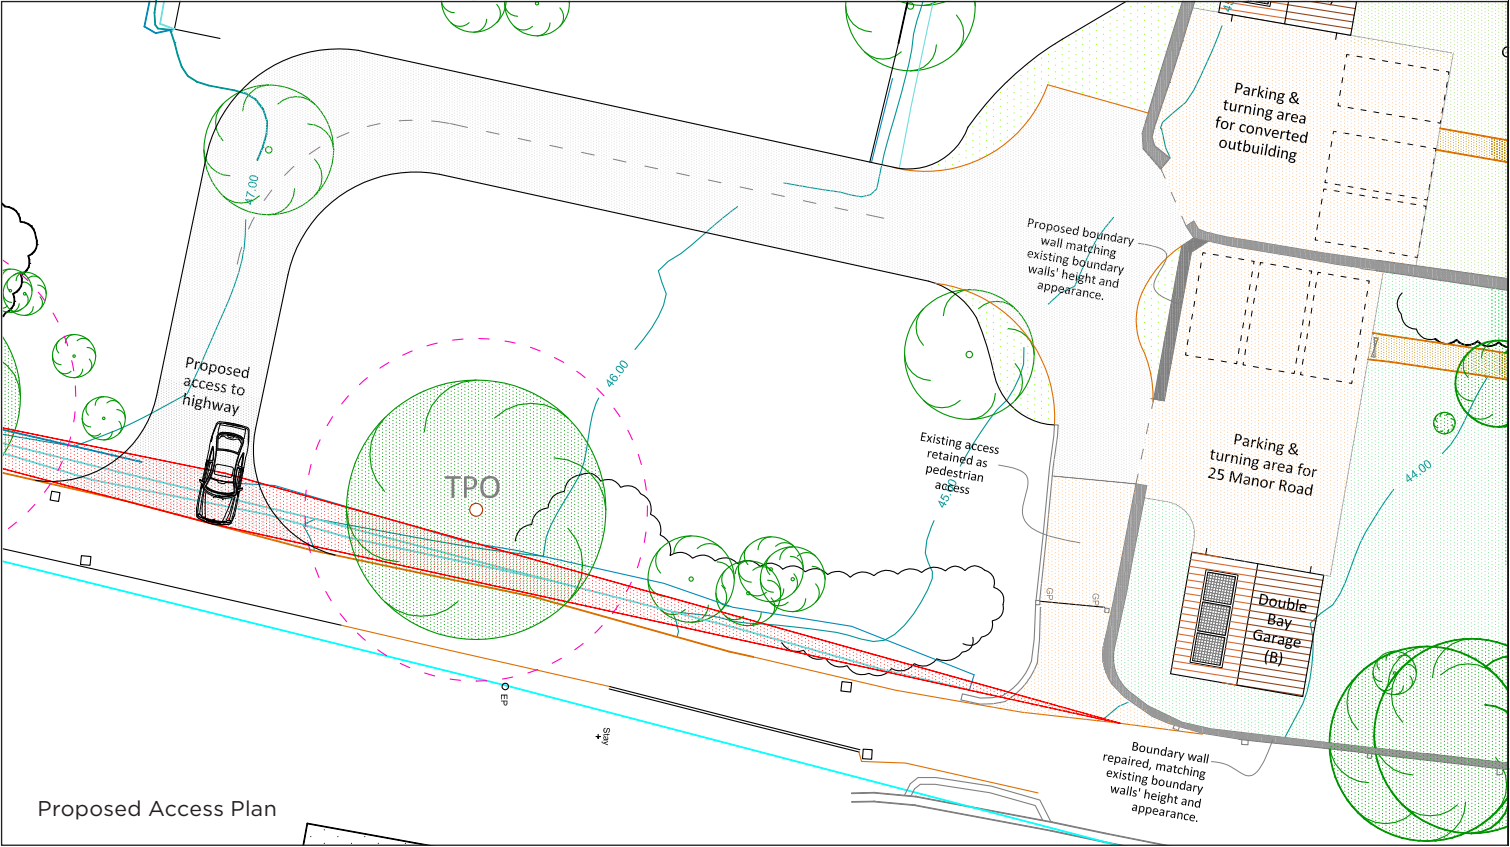 Parking &
turning area
for converted
outbuilding
47.00
Proposed boundary
wall matching
existing boundary
walls' height and
appearance.
Proposed
access to
highway
46.00
TPO
Existing access
retained as
pedestrian
access
45.00
Parking &
turning area for
25 Manor Road
44.00
GP
GP
Double
Bay
Garage
(B)
EP
Stay
Boundary wall
repaired, matching
existing boundary
walls' height and
appearance.
Proposed Access Plan